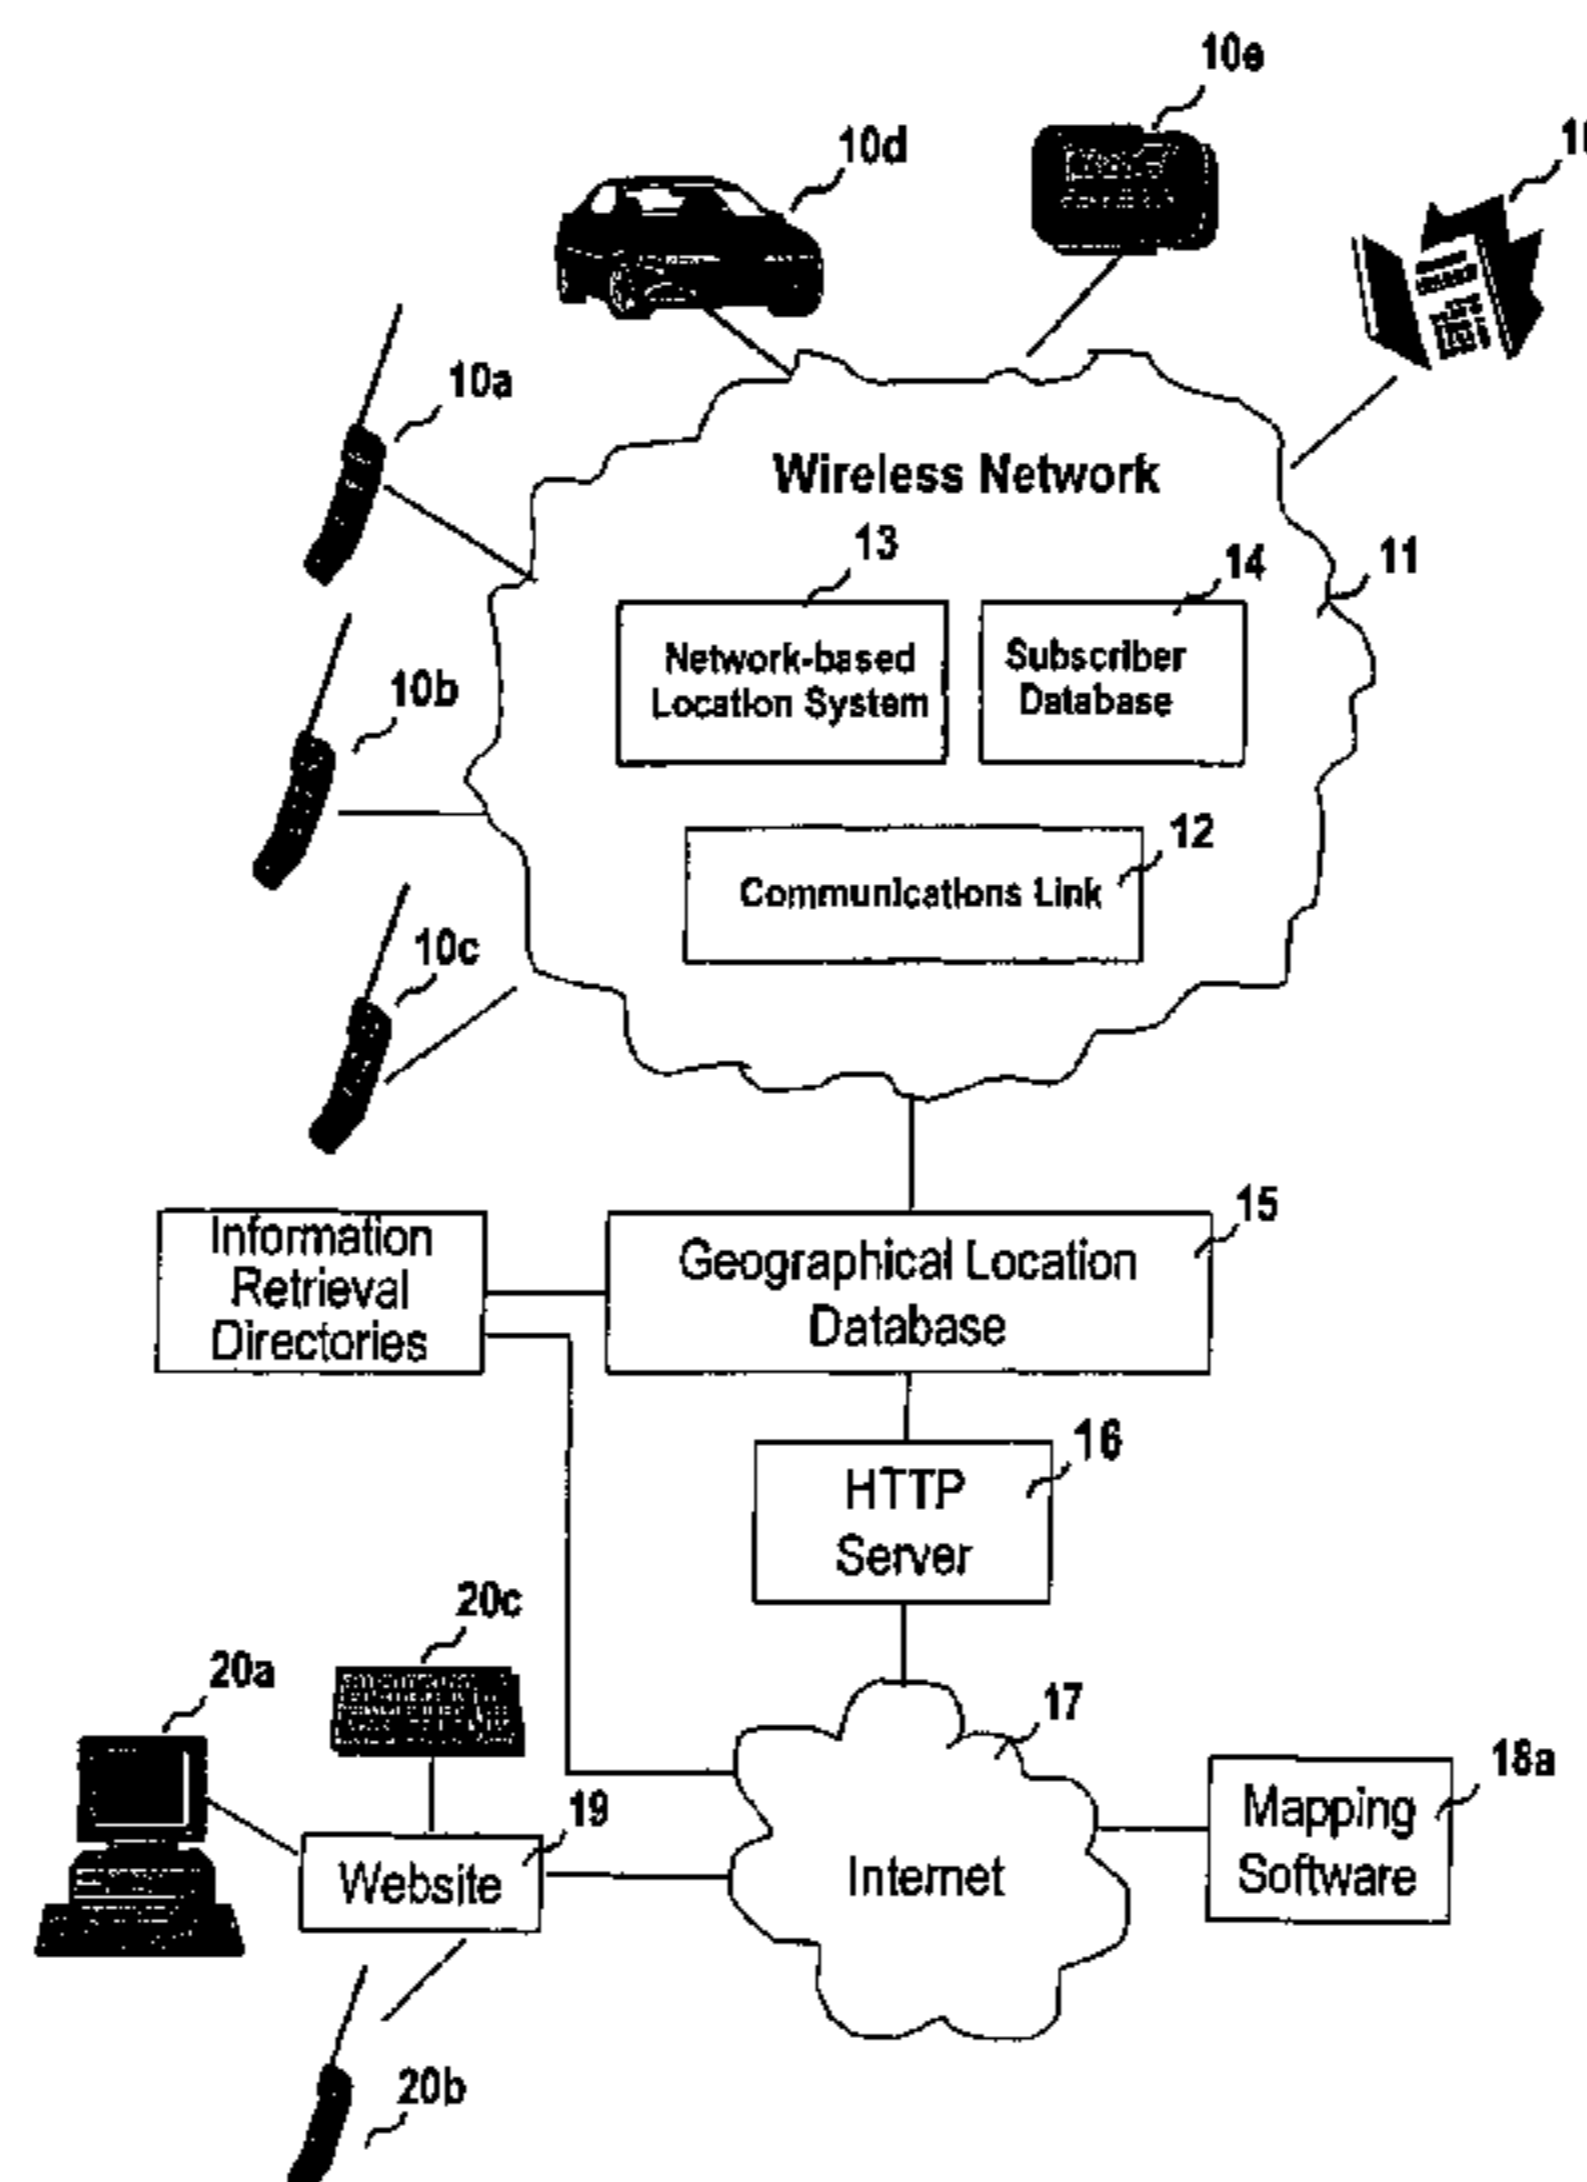 10e
10d
10a
Wireless Network
13
14
11
Network-based
Location System
Subscriber
Database
10b
12
Communications Link
10c
15
Information
Retrieval
Directories
Geographical Location
Database
16
HTTP
Server
20c
20a
17
18a
19
Mapping
Software
Website
Internet
20b